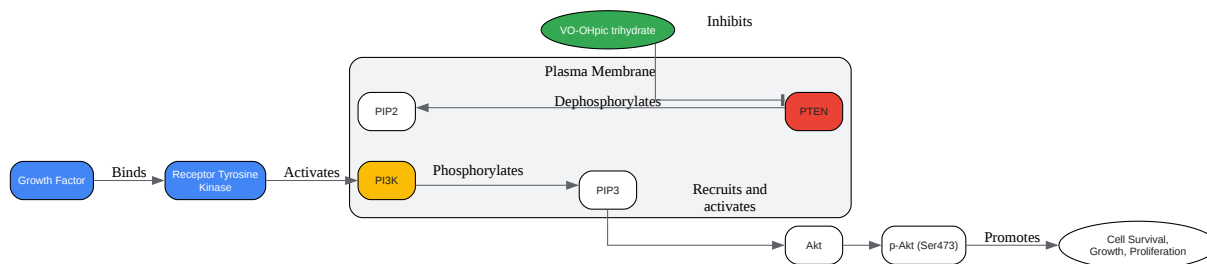 VO-OHpic trihydrate
Inhibits
Plasma Membrane
PIP2
Dephosphorylates
PTEN
Growth Factor
Binds
Receptor Tyrosine
Kinase
Activates
PI3K
Phosphorylates
PIP3
Recruits and
activates
Akt
p-Akt (Ser473)
Promotes
Cell Survival,
Growth, Proliferation